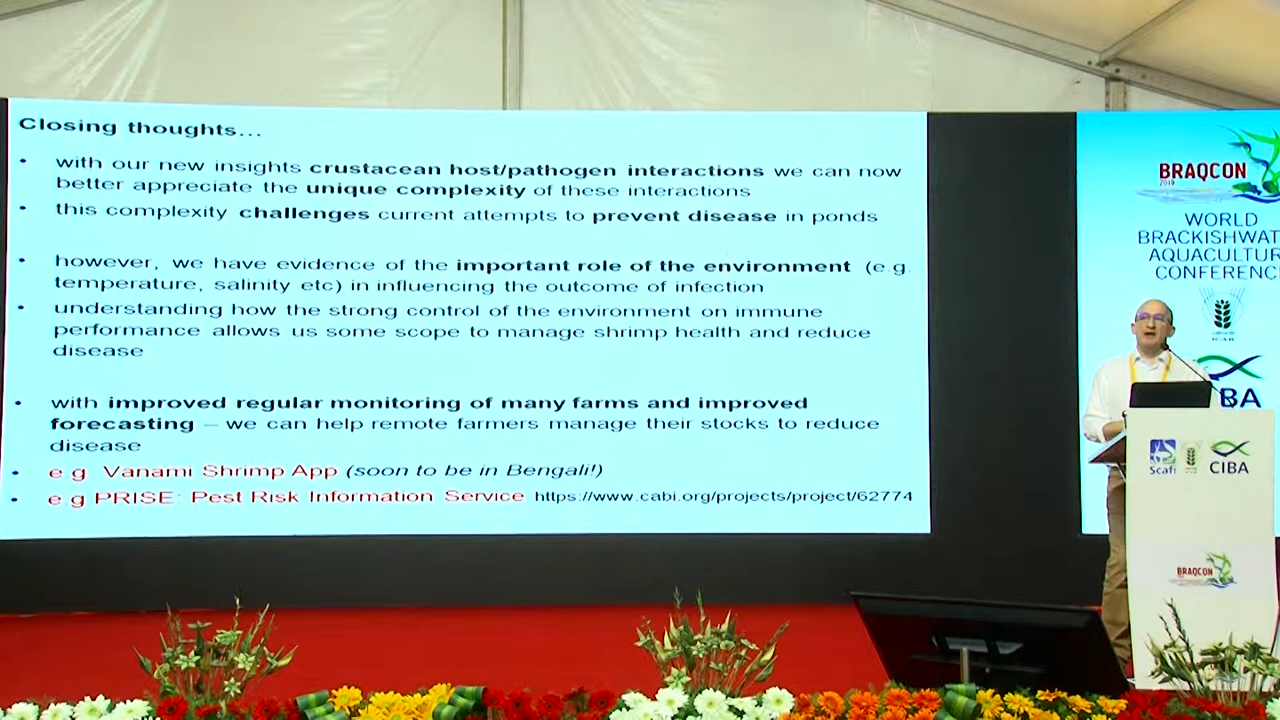 Closing thoughts...
• with our new insights crustacean host/pathogen interactions we can now
better appreciate the unique complexity of these interactions
• this complexity challenges current attempts to prevent disease in ponds
• however, we have evidence of the important role of the environment (e.g.
temperature, salinity etc) in influencing the outcome of infection
• understanding how the strong control of the environment on immune
performance allows us some scope to manage shrimp health and reduce
disease
• with improved regular monitoring of many farms and improved
forecasting – we can help remote farmers manage their stocks to reduce
disease
• e.g. Vanami Shrimp App (soon to be in Bengali!)
• e.g PRISE: Pest Risk Information Service https://www.cabi.org/projects/project/62774
BRAQCON
2019
WORLD
BRACKISHWAT
AQUACULTUR
CONFERENC
ICAR
BA
Scafi
CIBA
BRAQCON